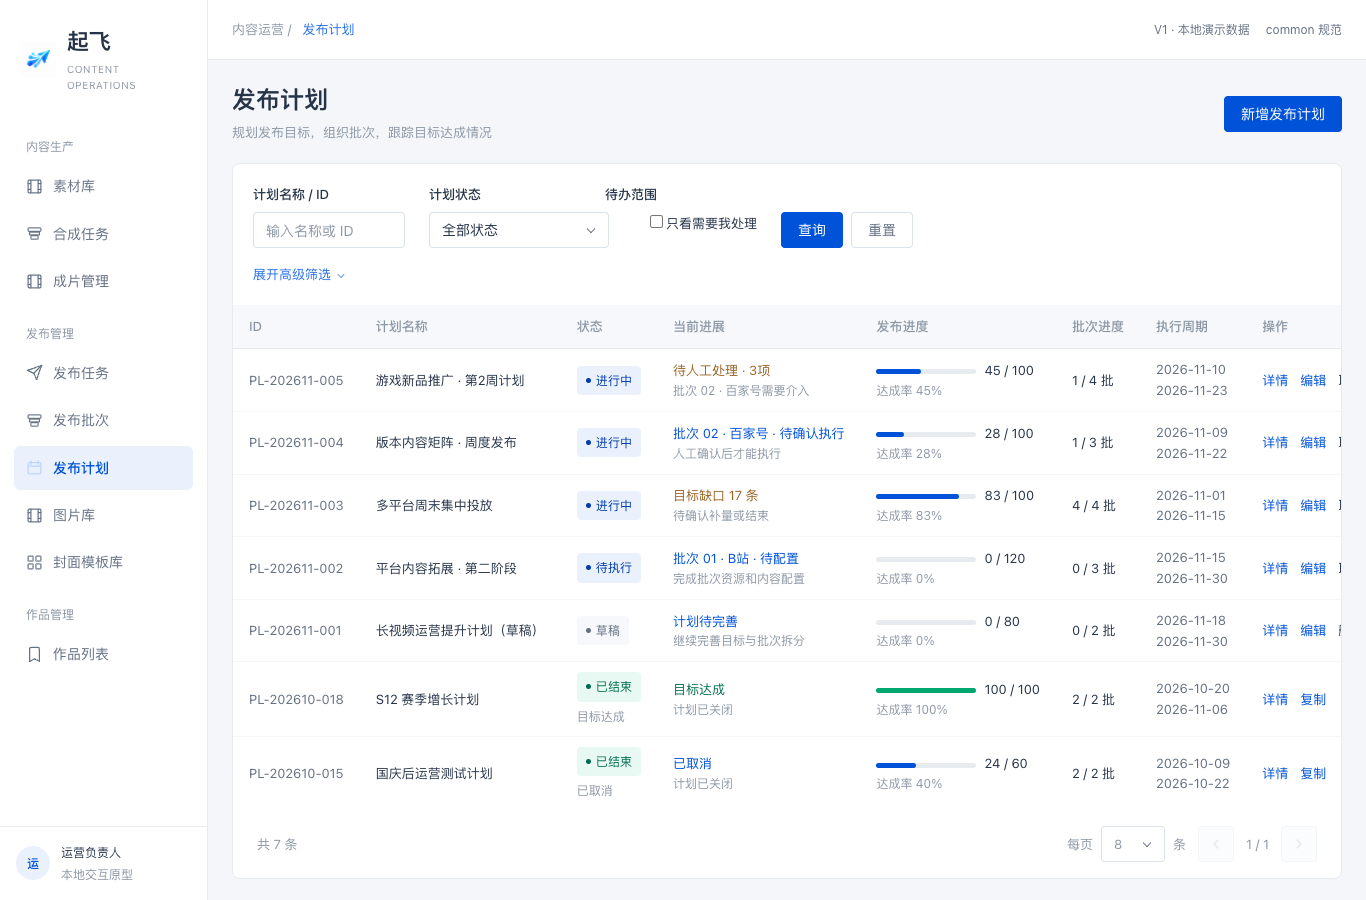 起飞
CONTENT
OPERATIONS
内容生产
素材库
合成任务
成片管理
发布管理
发布任务
发布批次
发布计划
图片库
封面模板库
作品管理
作品列表
运
运营负责人
本地交互原型
内容运营 / 发布计划
V1 · 本地演示数据 common 规范
发布计划
规划发布目标，组织批次，跟踪目标达成情况
新增发布计划
计划名称 / ID 计划状态 待办范围
输入名称或 ID 全部状态 只看需要我处理 查询 重置
展开高级筛选
ID 计划名称 状态 当前进展 发布进度 批次进度 执行周期 操作
PL-202611-005 游戏新品推广 · 第2周计划 进行中 待人工处理 · 3项 45 / 100 1 / 4 批 2026-11-10 详情 编辑
批次 02 · 百家号需要介入 达成率 45% 2026-11-23
PL-202611-004 版本内容矩阵 · 周度发布 进行中 批次 02 · 百家号 · 待确认执行 28 / 100 1 / 3 批 2026-11-09 详情 编辑
人工确认后才能执行 达成率 28% 2026-11-22
PL-202611-003 多平台周末集中投放 进行中 目标缺口 17 条 83 / 100 4 / 4 批 2026-11-01 详情 编辑
待确认补量或结束 达成率 83% 2026-11-15
PL-202611-002 平台内容拓展 · 第二阶段 待执行 批次 01 · B站 · 待配置 0 / 120 0 / 3 批 2026-11-15 详情 编辑
完成批次资源和内容配置 达成率 0% 2026-11-30
PL-202611-001 长视频运营提升计划（草稿） 草稿 计划待完善 0 / 80 0 / 2 批 2026-11-18 详情 编辑
继续完善目标与批次拆分 达成率 0% 2026-11-30
PL-202610-018 S12 赛季增长计划 已结束 目标达成 100 / 100 2 / 2 批 2026-10-20 详情 复制
目标达成 计划已关闭 达成率 100% 2026-11-06
PL-202610-015 国庆后运营测试计划 已结束 已取消 24 / 60 2 / 2 批 2026-10-09 详情 复制
已取消 计划已关闭 达成率 40% 2026-10-22
共 7 条 每页 8 条 1 / 1